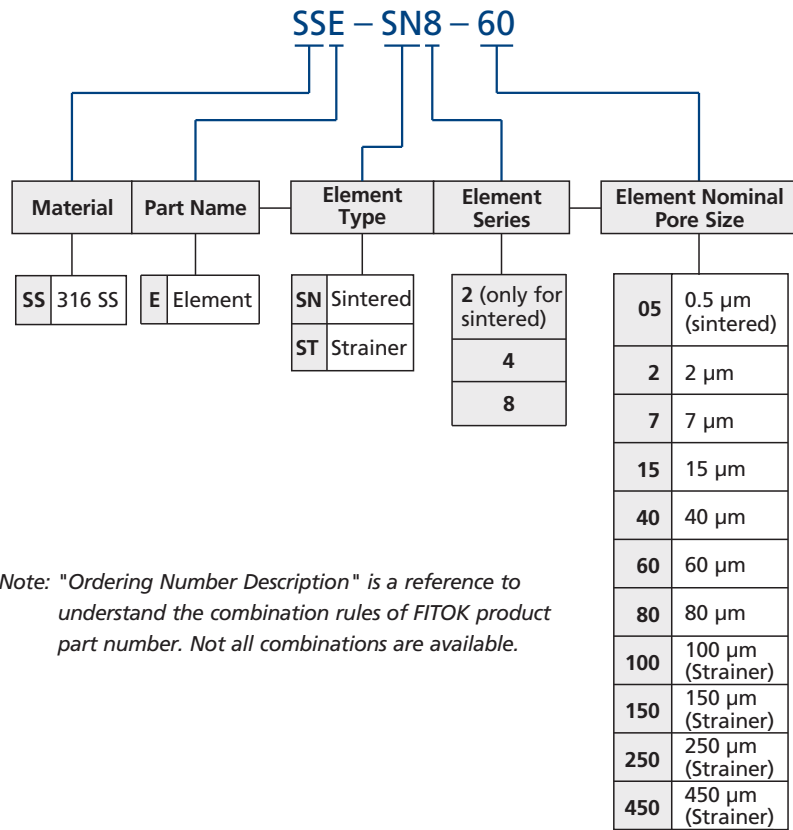 SSE – SN8 – 60
Material
Part Name
Element
Type
Element
Series
Element Nominal
Pore Size
SS 316 SS
E Element
SN Sintered
ST Strainer
2 (only for
sintered)
4
8
05 0.5 µm
(sintered)
2 2 µm
7 7 µm
15 15 µm
40 40 µm
60 60 µm
80 80 µm
100 100 µm
(Strainer)
150 150 µm
(Strainer)
250 250 µm
(Strainer)
450 450 µm
(Strainer)
Note: "Ordering Number Description" is a reference to
understand the combination rules of FITOK product
part number. Not all combinations are available.